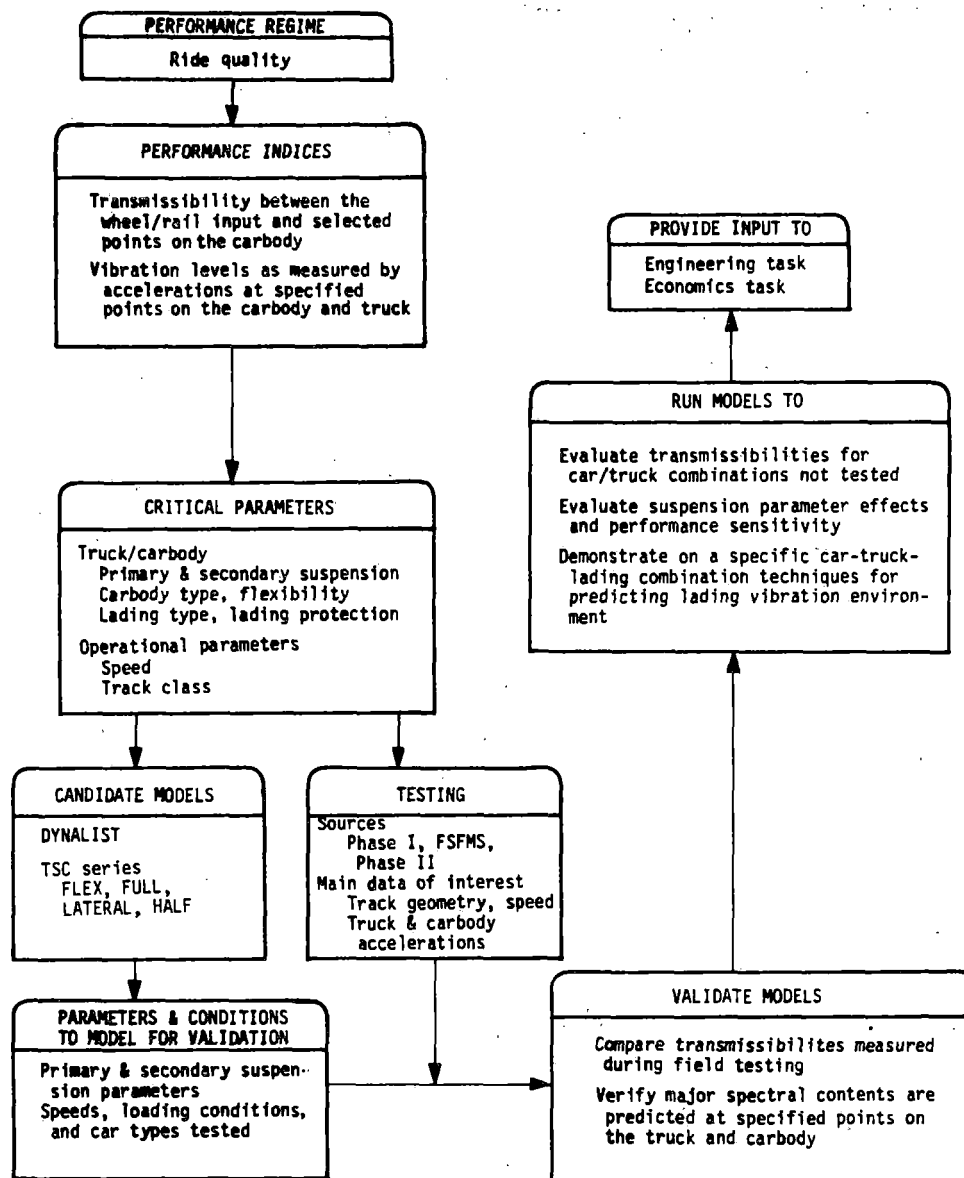 PERFORMANCE REGIME
Ride quality
PERFORMANCE INDICES
Transmissibility between the
wheel/rail input and selected
points on the carbody
Vibration levels as measured by
accelerations at specified
points on the carbody and truck
CRITICAL PARAMETERS
Truck/carbody
Primary & secondary suspension
Carbody type, flexibility
Lading type, lading protection
Operational parameters
Speed
Track class
CANDIDATE MODELS
DYNALIST
TSC series
FLEX, FULL,
LATERAL, HALF
TESTING
Sources
Phase I, FSFMS,
Phase II
Main data of interest
Track geometry, speed
Truck & carbody
accelerations
PARAMETERS & CONDITIONS
TO MODEL FOR VALIDATION
Primary & secondary suspen-
sion parameters
Speeds, loading conditions,
and car types tested
VALIDATE MODELS
Compare transmissibilites measured
during field testing
Verify major spectral contents are
predicted at specified points on
the truck and carbody
RUN MODELS TO
Evaluate transmissibilities for
car/truck combinations not tested
Evaluate suspension parameter effects
and performance sensitivity
Demonstrate on a specific car-truck-
lading combination techniques for
predicting lading vibration environ-
ment
PROVIDE INPUT TO
Engineering task
Economics task